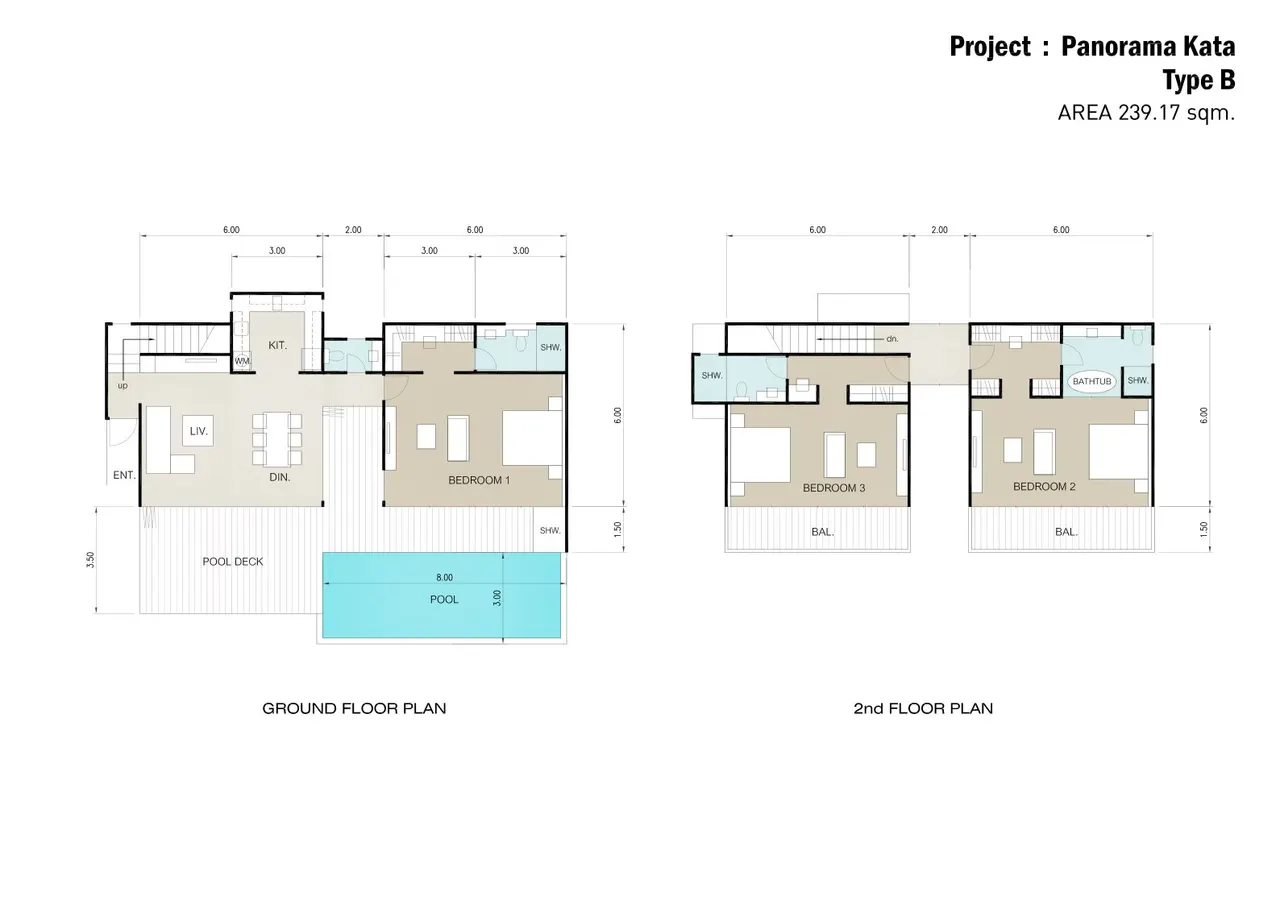 Project : Panorama Kata
Type B
AREA 239.17 sqm.
6.00
2.00
6.00
3.00
3.00
3.00
KIT.
WM.
SHW.
up
LIV.
ENT.
DIN.
BEDROOM 1
6.00
SHW.
1.50
3.50
POOL DECK
8.00
POOL
3.00
GROUND FLOOR PLAN
6.00
2.00
6.00
dn.
SHW.
BATHTUB
SHW.
6.00
BEDROOM 3
BEDROOM 2
BAL.
BAL.
1.50
2nd FLOOR PLAN